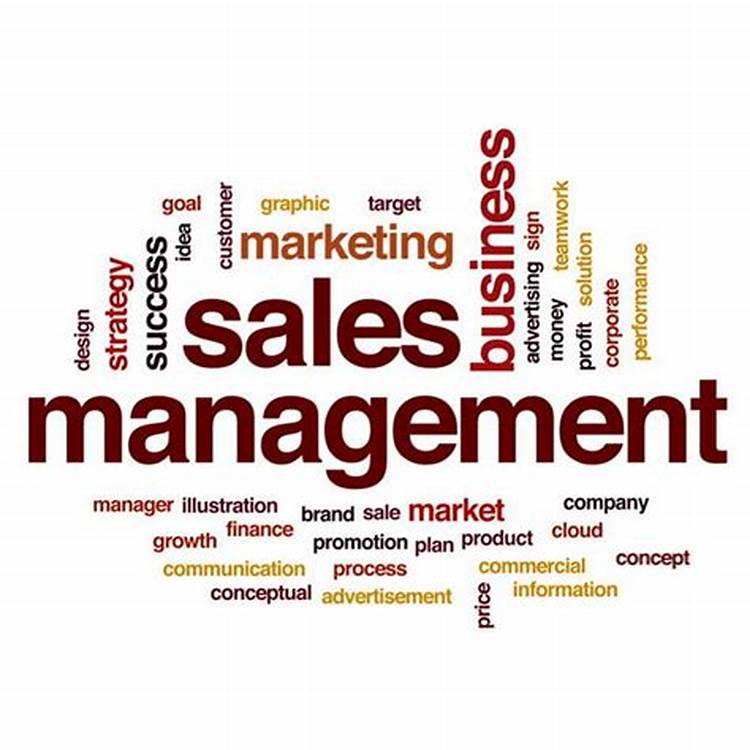 goal
customer
graphic
target
idea
marketing
business
sign
teamwork
design
strategy
success
sales
advertising
money
solution
profit
corporate
performance
management
manager illustration
brand sale market
company
growth finance
promotion plan product
cloud
communication process
commercial
concept
conceptual advertisement
price
information